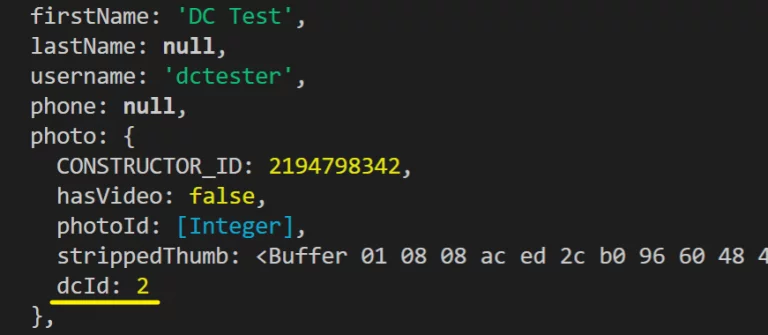 firstName: 'DC Test',
lastName: null,
username: 'dctester',
phone: null,
photo: {
CONSTRUCTOR_ID: 2194798342,
hasVideo: false,
photoId: [Integer],
strippedThumb: <Buffer 01 08 08 ac ed 2c b0 96 60 48 4
dcId: 2
},